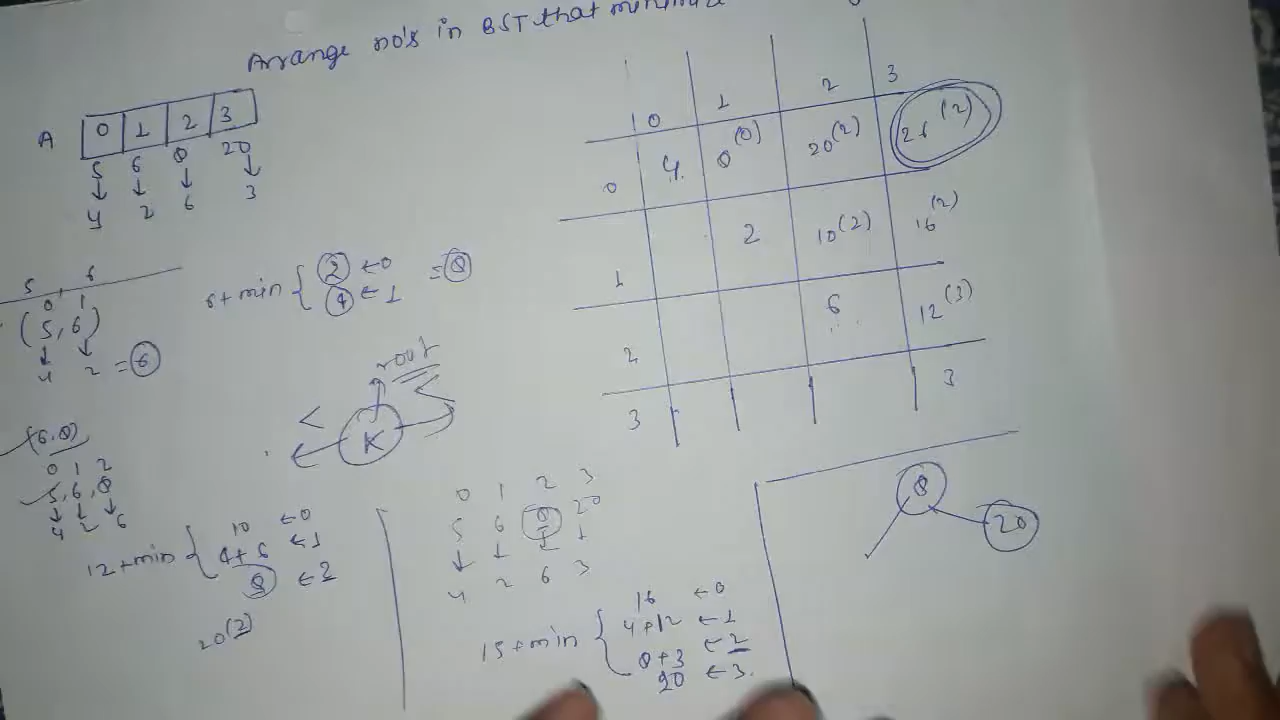 Arrange no's in BST that minimize
A 0 1 2 3
5 6 8 20
4 2 6 3
5, 6
0 1
(5, 6)
4 2 = 6
6 + min { 2 ← 0 = 8
4 ← 1
root
< K <
(6,8)
0 1 2
5, 6, 8
4 2 6
12 + min { 10 ← 0
4 + 6 ← 1
8 ← 2
20 (2)
0 1 2 3
5 6 8 20
4 2 6 3
15 + min { 16 ← 0
4 + 12 ← 1
8 + 3 ← 2
20 ← 3.
0 1 2 3
0 4 8 (0) 20 (2) 26 (2)
1 2 10 (2) 16 (2)
2 6 12 (3)
3 3
8
20